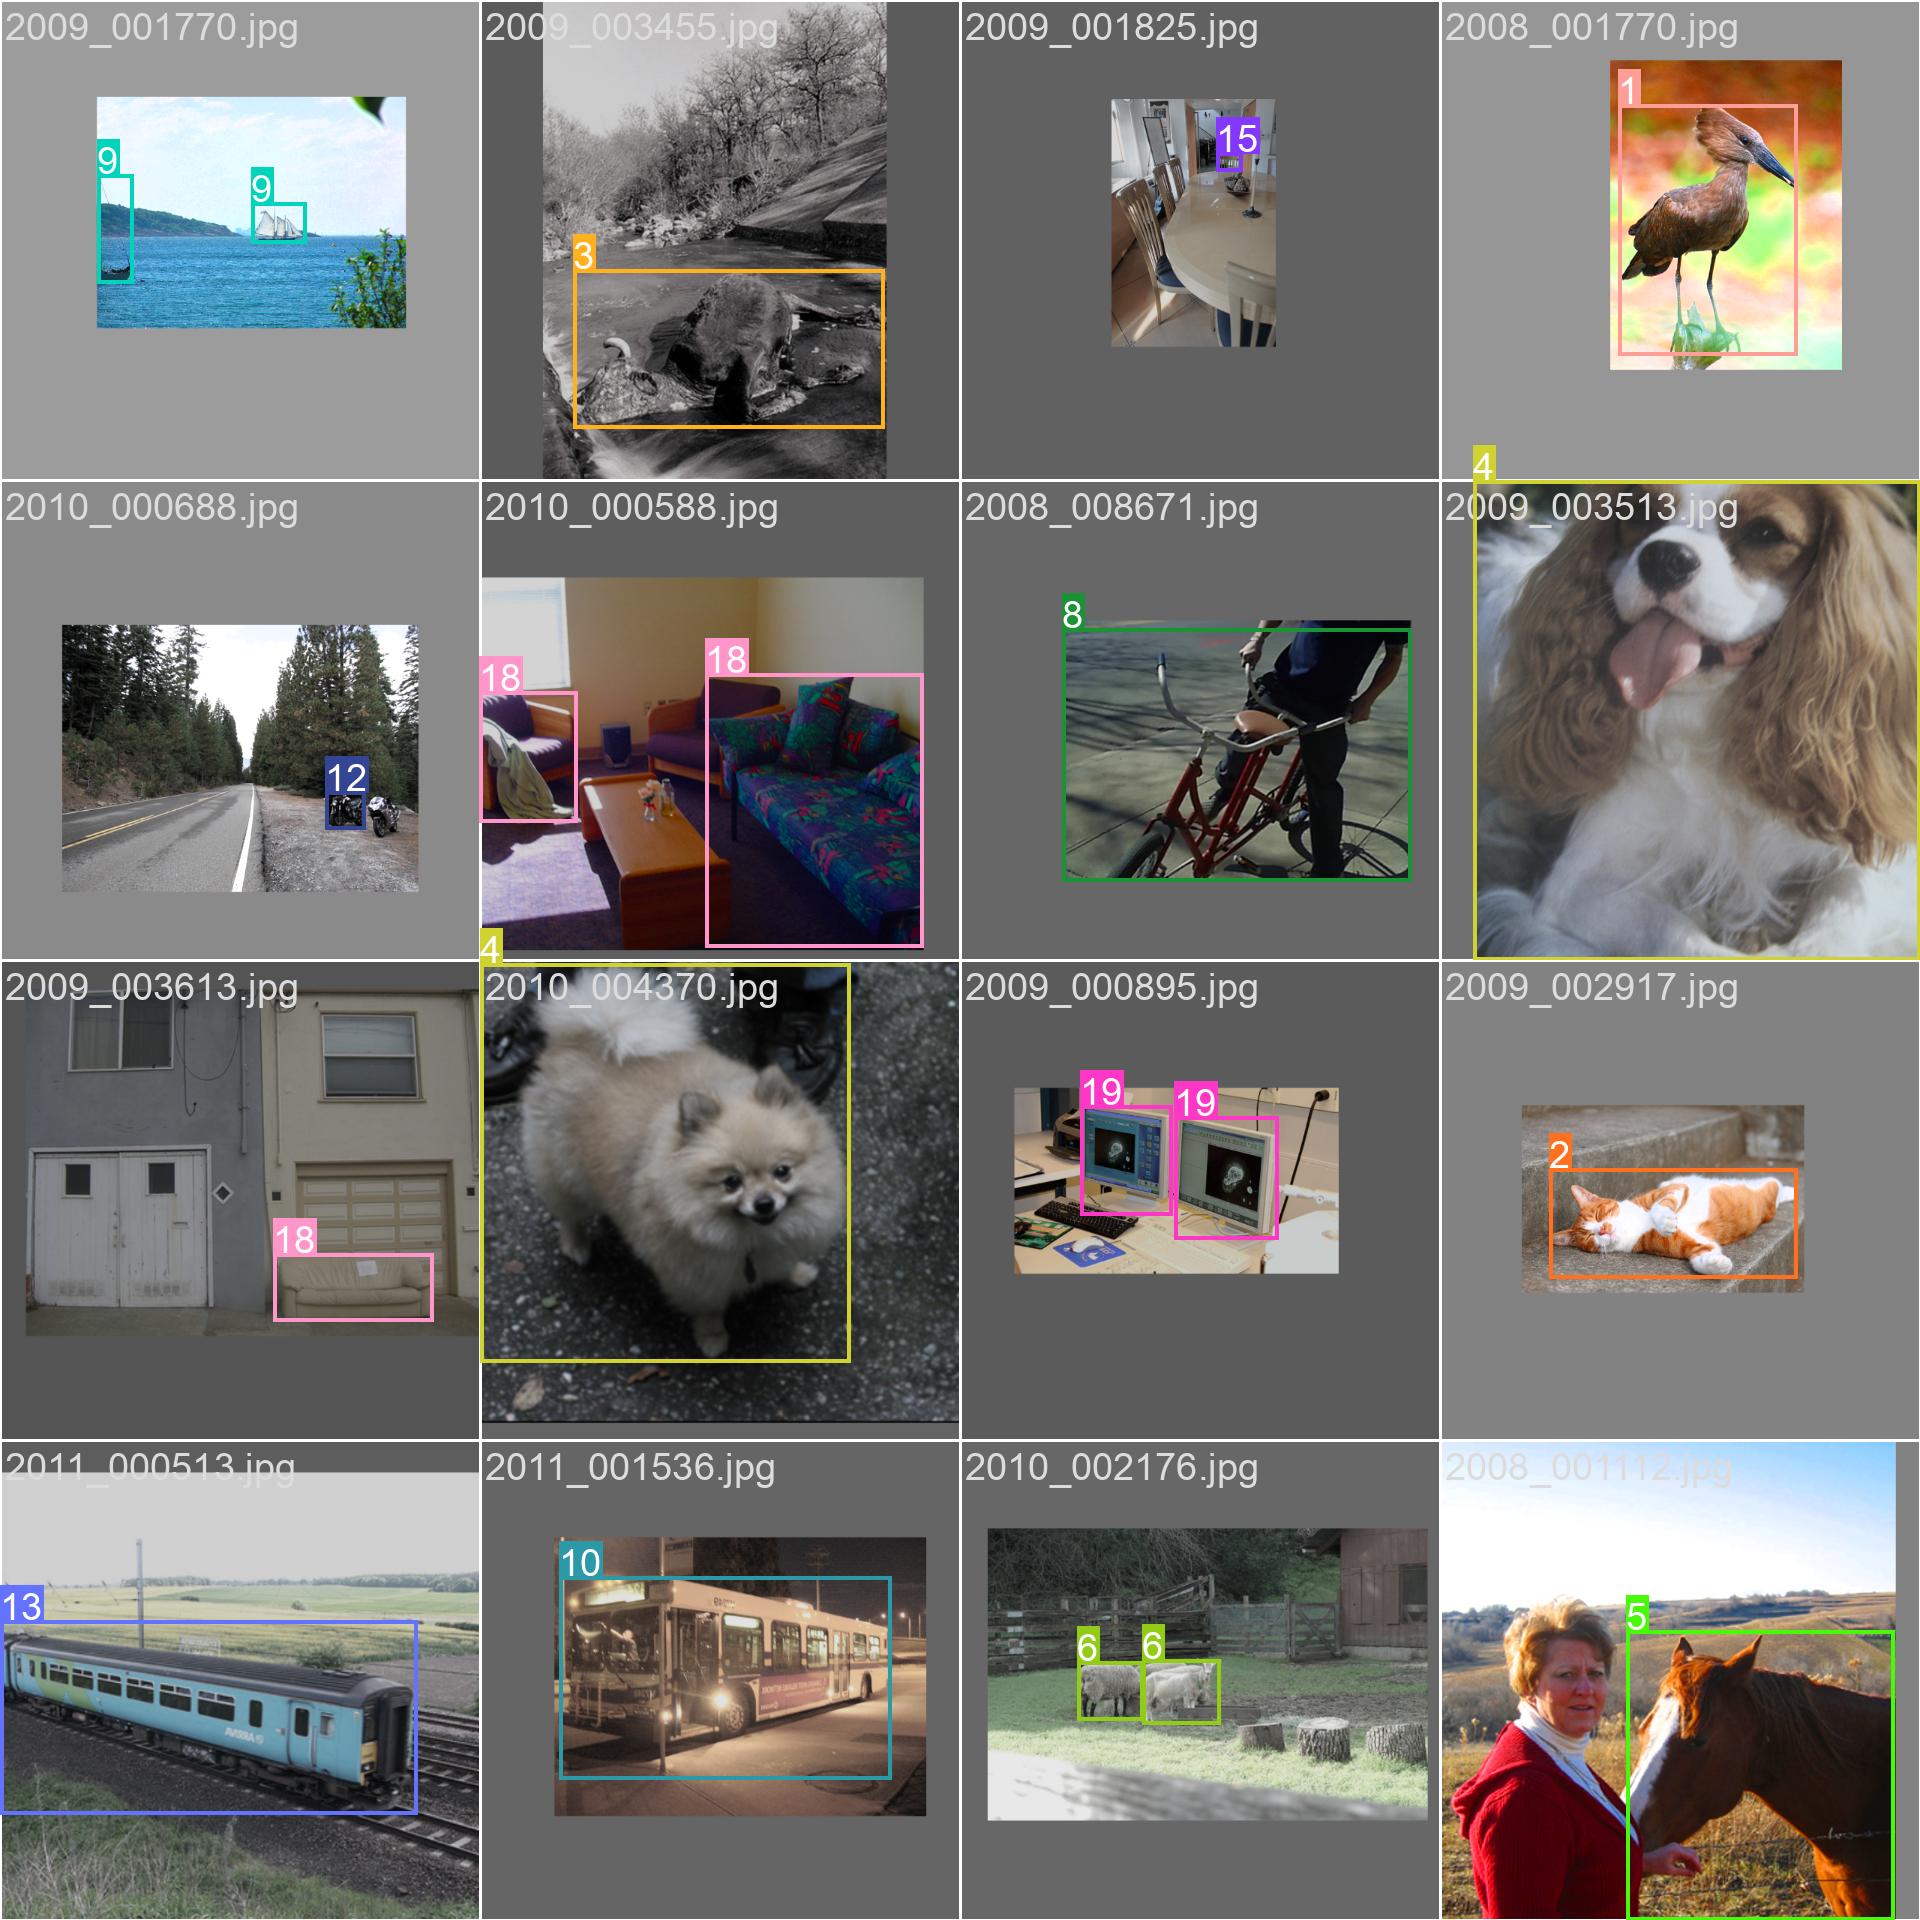 2009_001770.jpg
9
9
2009_003455.jpg
3
2009_001825.jpg
15
2008_001770.jpg
1
2010_000688.jpg
12
2010_000588.jpg
18
18
2008_008671.jpg
8
2009_003513.jpg
4
2009_003613.jpg
18
2010_004370.jpg
4
2009_000895.jpg
19
19
2009_002917.jpg
2
2011_000513.jpg
13
2011_001536.jpg
10
2010_002176.jpg
6
6
2008_001112.jpg
5